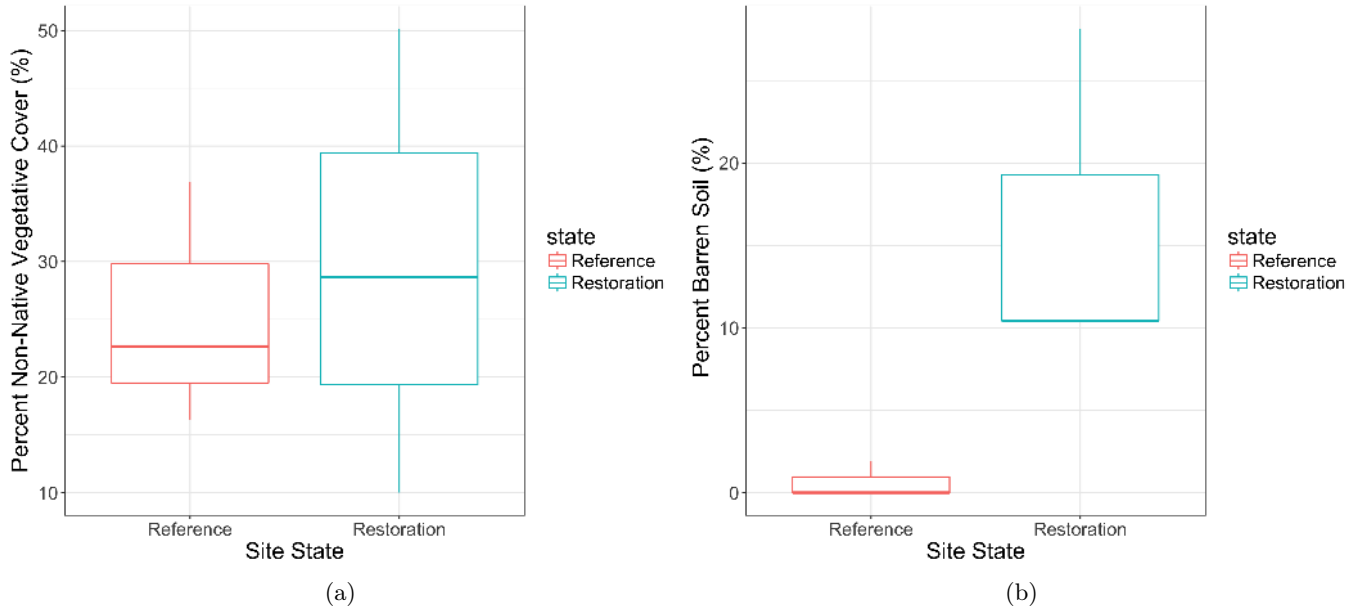 Percent Non-Native Vegetative Cover (%)
50
40
30
20
10
Reference
Restoration
Site State
state
Reference
Restoration
(a)
Percent Barren Soil (%)
20
10
0
Reference
Restoration
Site State
state
Reference
Restoration
(b)